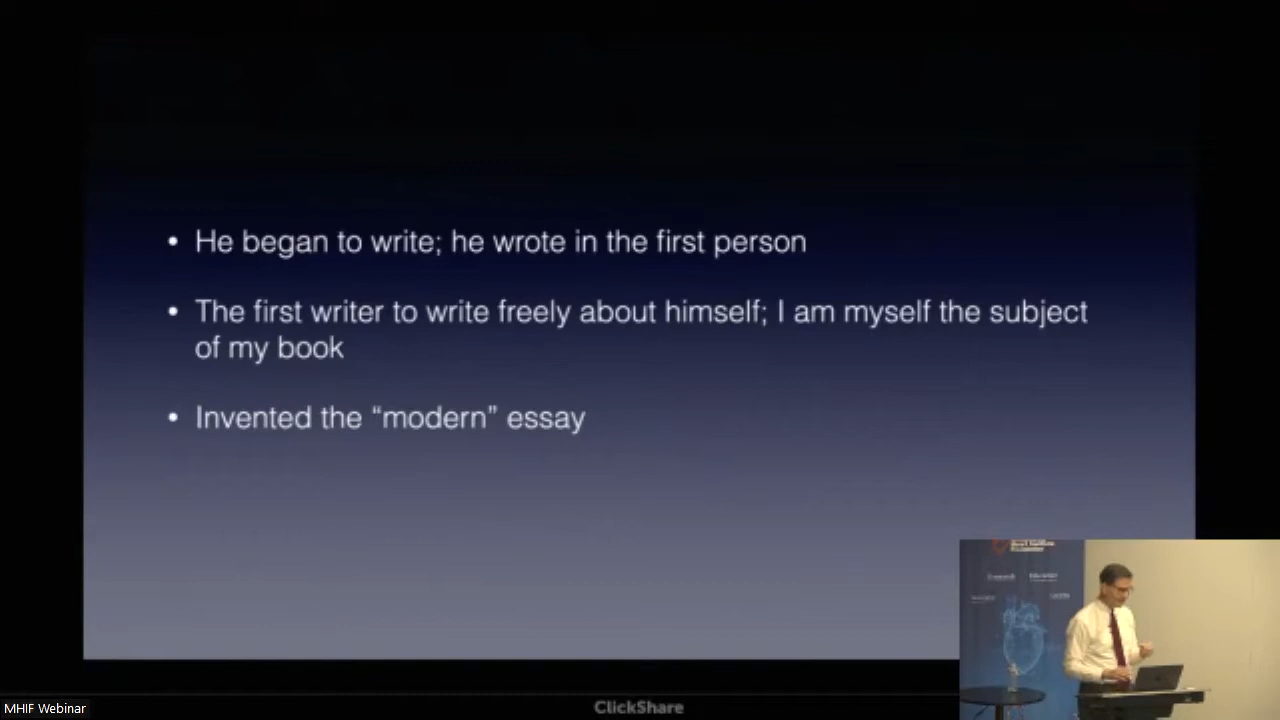 • He began to write; he wrote in the first person
• The first writer to write freely about himself; I am myself the subject
of my book
• Invented the “modern” essay
MHIF Webinar
ClickShare